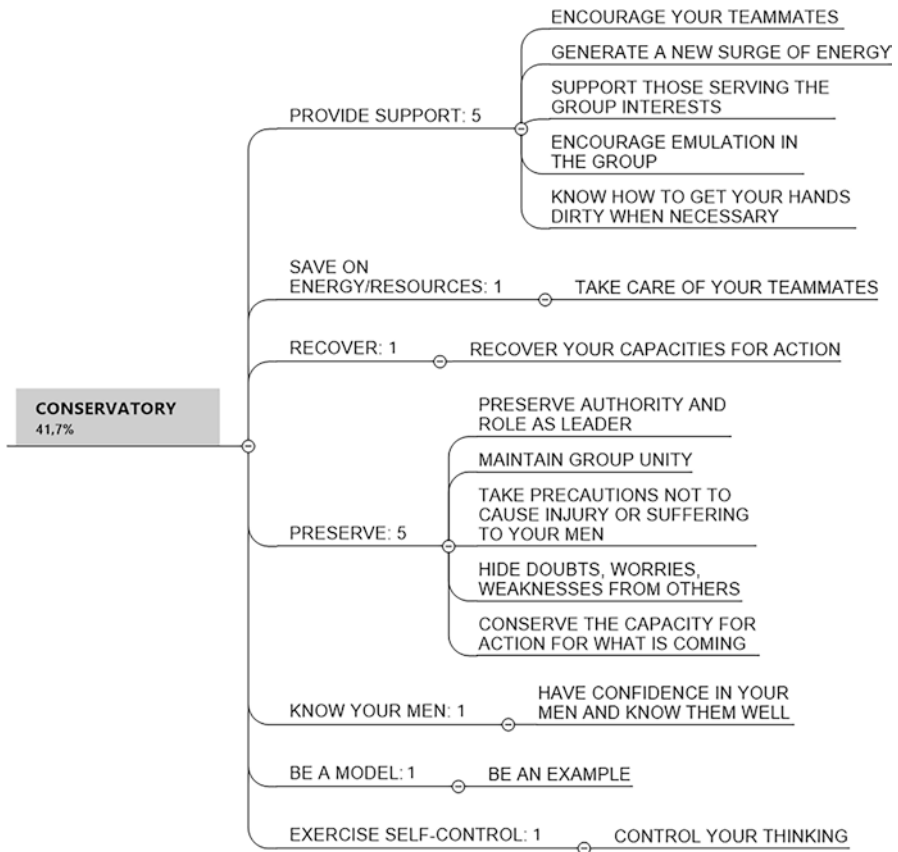 ENCOURAGE YOUR TEAMMATES
GENERATE A NEW SURGE OF ENERGY
SUPPORT THOSE SERVING THE
GROUP INTERESTS
PROVIDE SUPPORT: 5
ENCOURAGE EMULATION IN
THE GROUP
KNOW HOW TO GET YOUR HANDS
DIRTY WHEN NECESSARY
SAVE ON
ENERGY/RESOURCES: 1
TAKE CARE OF YOUR TEAMMATES
RECOVER: 1
RECOVER YOUR CAPACITIES FOR ACTION
CONSERVATORY
41,7%
PRESERVE AUTHORITY AND
ROLE AS LEADER
MAINTAIN GROUP UNITY
TAKE PRECAUTIONS NOT TO
CAUSE INJURY OR SUFFERING
TO YOUR MEN
PRESERVE: 5
HIDE DOUBTS, WORRIES,
WEAKNESSES FROM OTHERS
CONSERVE THE CAPACITY FOR
ACTION FOR WHAT IS COMING
KNOW YOUR MEN: 1
HAVE CONFIDENCE IN YOUR
MEN AND KNOW THEM WELL
BE A MODEL: 1
BE AN EXAMPLE
EXERCISE SELF-CONTROL: 1
CONTROL YOUR THINKING